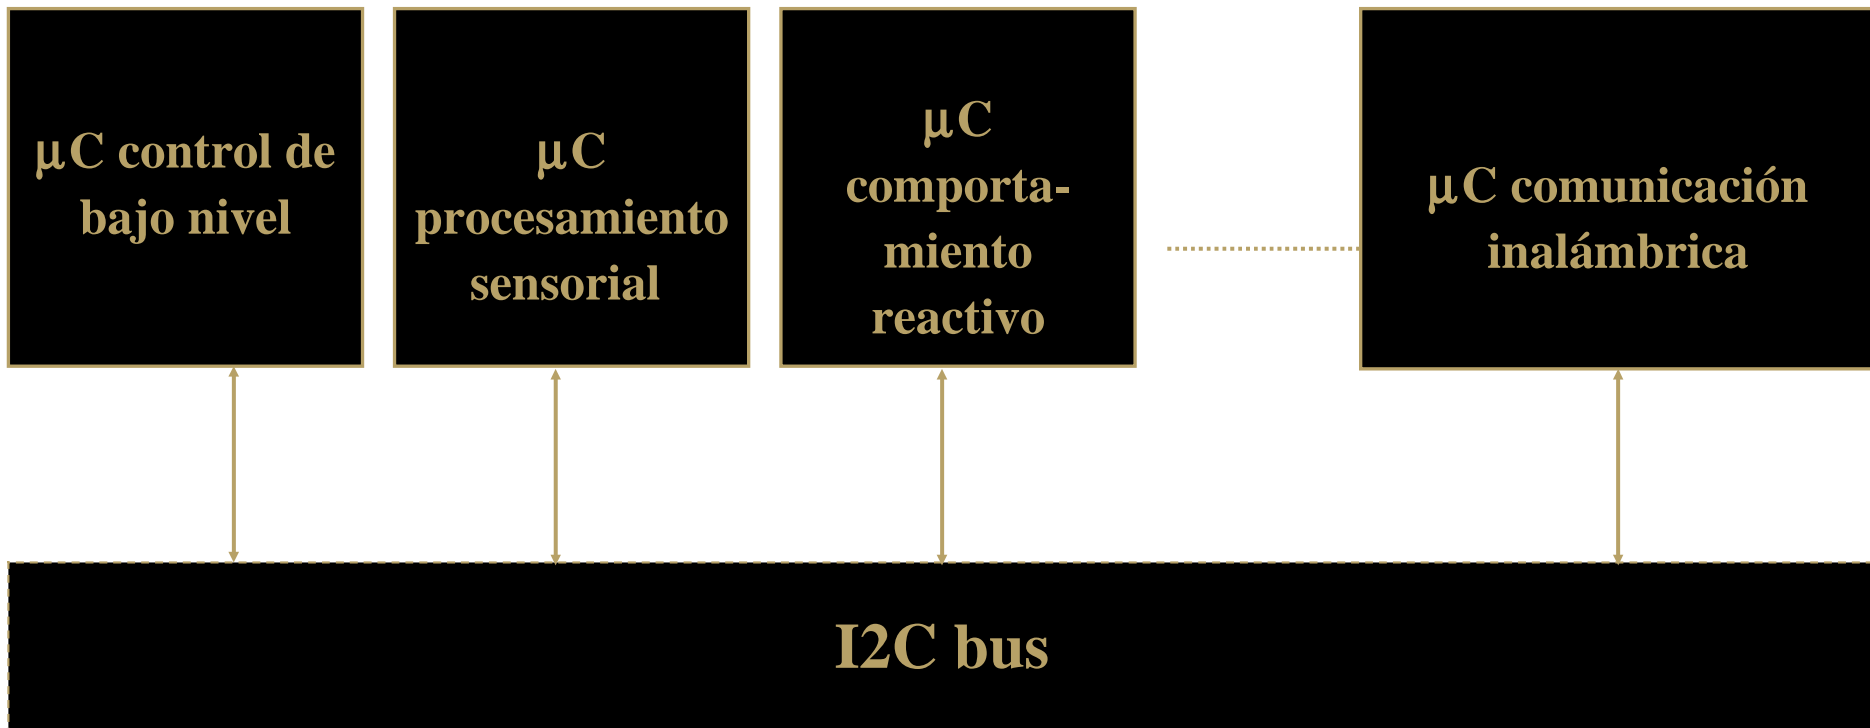 μC control de
bajo nivel
μC
procesamiento
sensorial
μC
comporta-
miento
reactivo
μC comunicación
inalámbrica
I2C bus